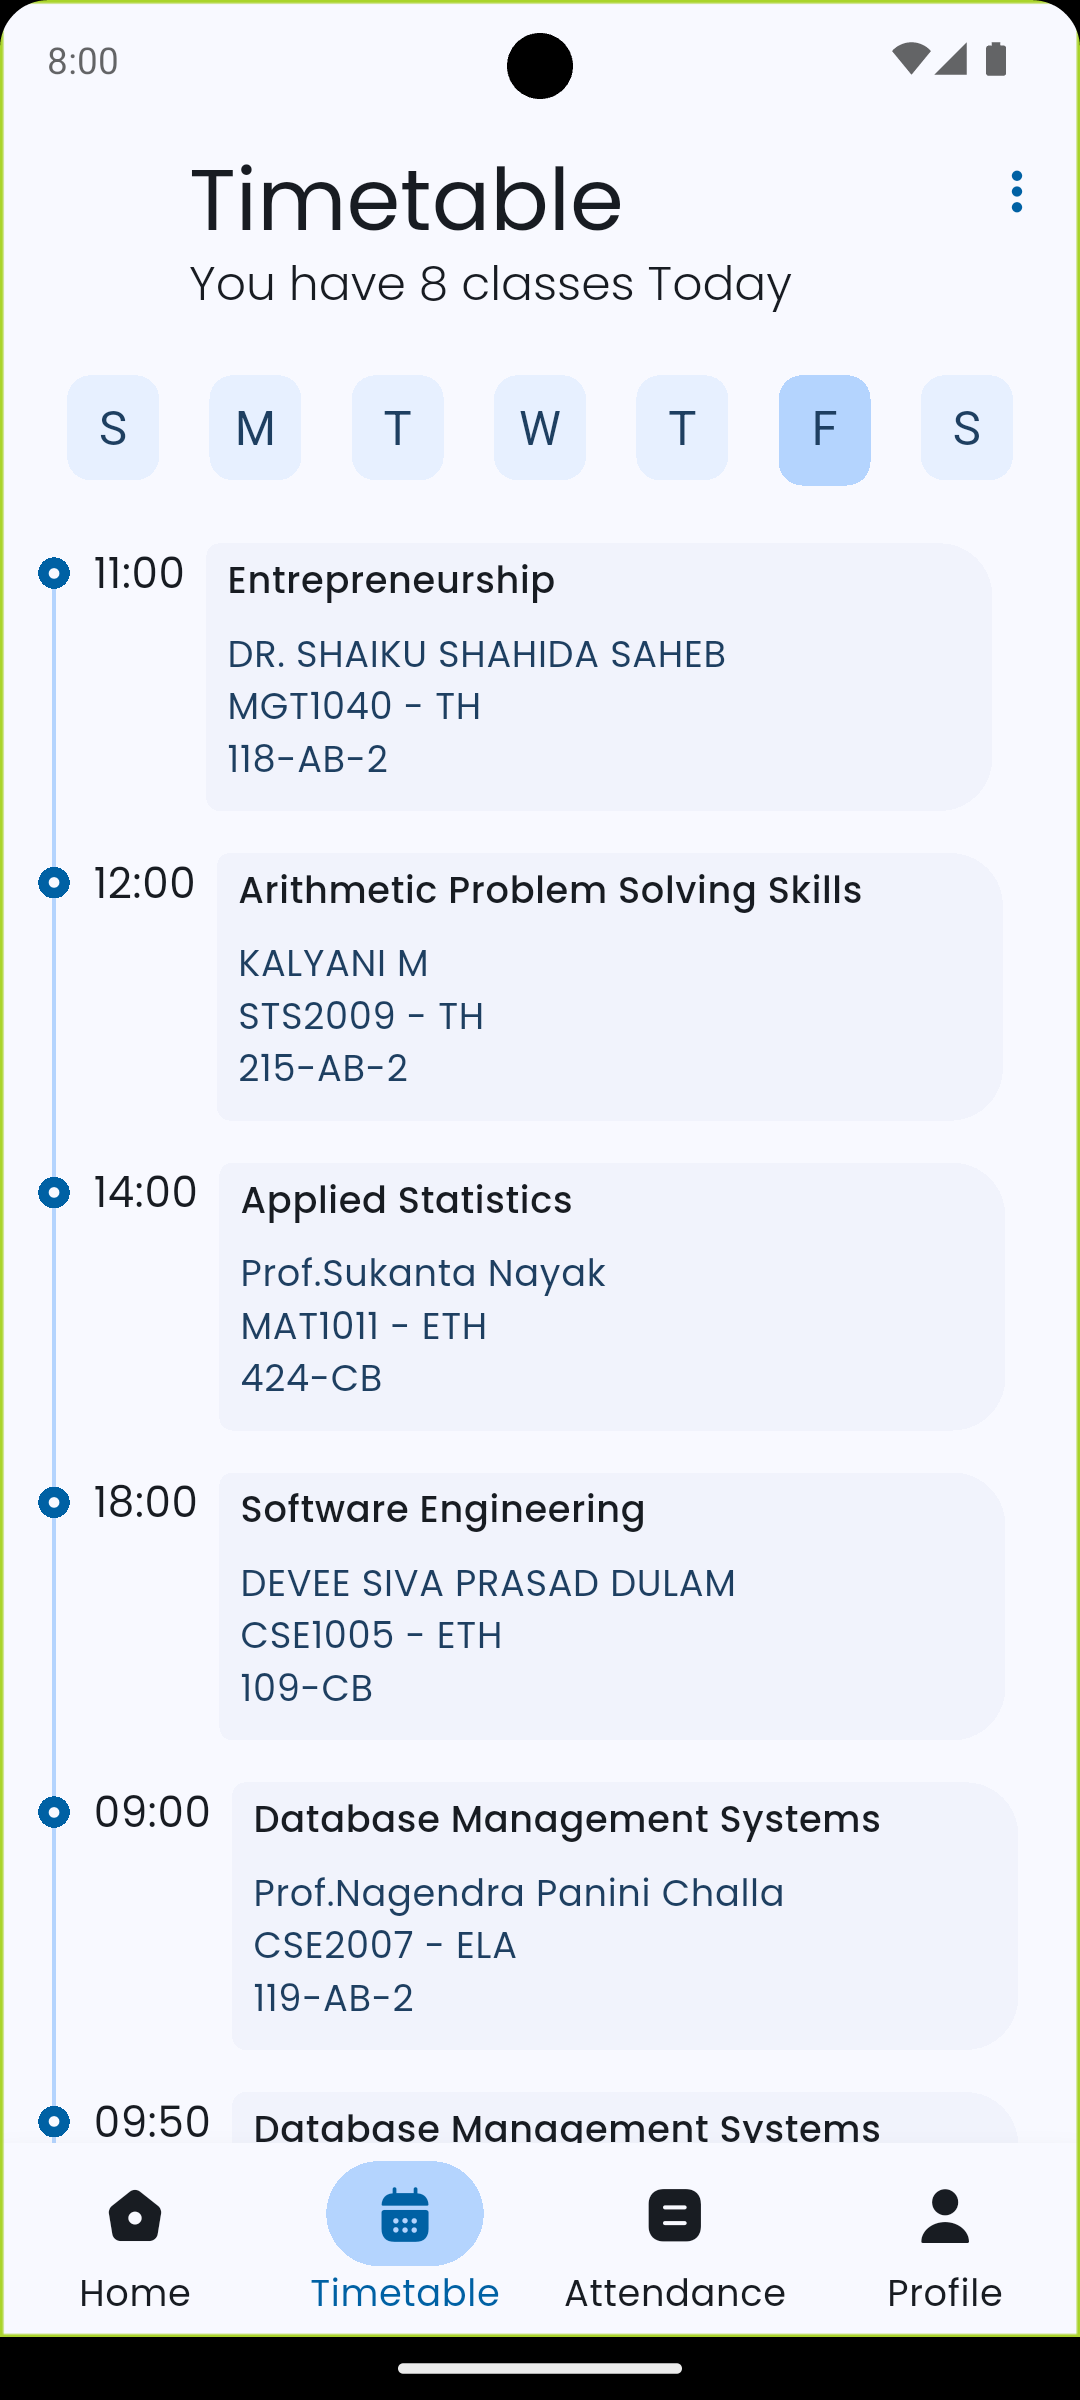 8:00
Timetable
You have 8 classes Today
S M T W T F S
11:00
Entrepreneurship
DR. SHAIKU SHAHIDA SAHEB
MGT1040 - TH
118-AB-2
12:00
Arithmetic Problem Solving Skills
KALYANI M
STS2009 - TH
215-AB-2
14:00
Applied Statistics
Prof.Sukanta Nayak
MAT1011 - ETH
424-CB
18:00
Software Engineering
DEVEE SIVA PRASAD DULAM
CSE1005 - ETH
109-CB
09:00
Database Management Systems
Prof.Nagendra Panini Challa
CSE2007 - ELA
119-AB-2
09:50
Database Management Systems
Home Timetable Attendance Profile